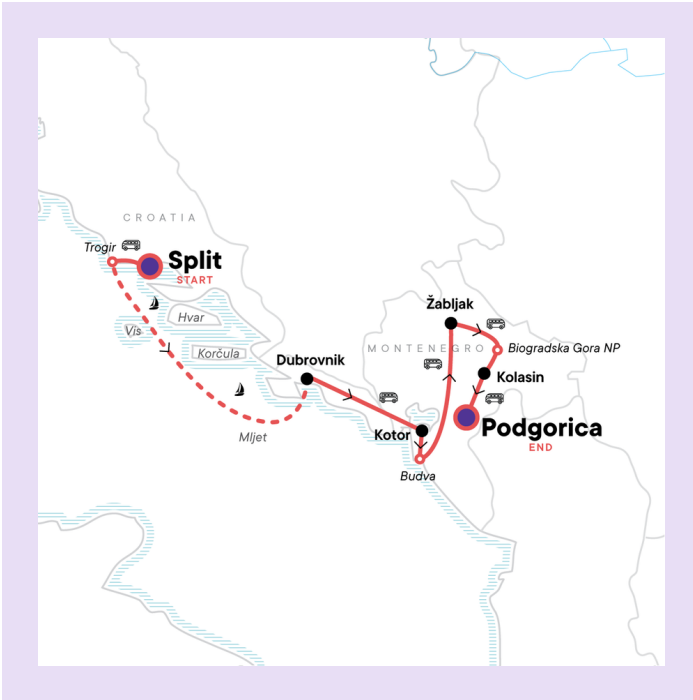 CROATIA
Trogir
Split
START
Hvar
Vis
Korčula
Mljet
Dubrovnik
Žabljak
MONTENEGRO
Biogradska Gora NP
Kolasin
Kotor
Podgorica
END
Budva